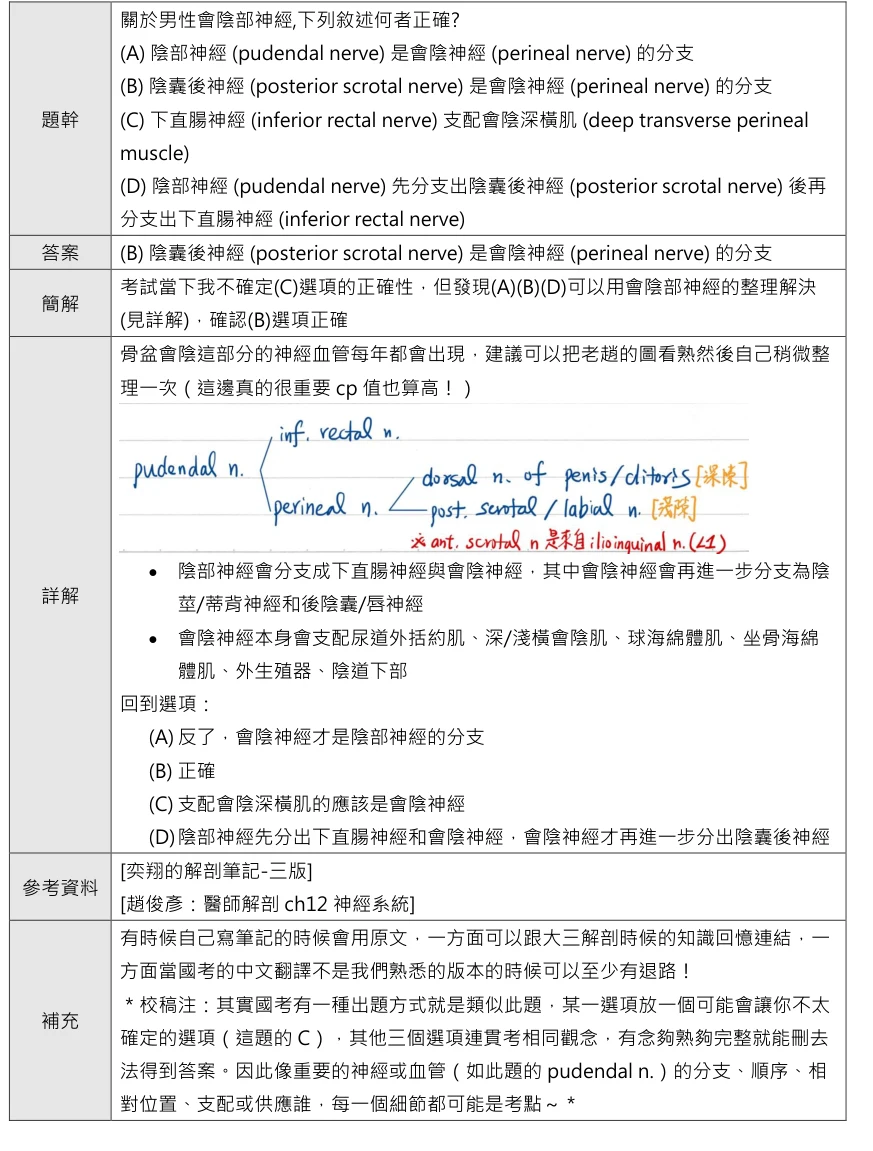 題幹
關於男性會陰部神經,下列敘述何者正確?
(A) 陰部神經 (pudendal nerve) 是會陰神經 (perineal nerve) 的分支
(B) 陰囊後神經 (posterior scrotal nerve) 是會陰神經 (perineal nerve) 的分支
(C) 下直腸神經 (inferior rectal nerve) 支配會陰深橫肌 (deep transverse perineal
muscle)
(D) 陰部神經 (pudendal nerve) 先分支出陰囊後神經 (posterior scrotal nerve) 後再
分支出下直腸神經 (inferior rectal nerve)
答案
(B) 陰囊後神經 (posterior scrotal nerve) 是會陰神經 (perineal nerve) 的分支
簡解
考試當下我不確定(C)選項的正確性，但發現(A)(B)(D)可以用會陰部神經的整理解決
(見詳解)，確認(B)選項正確
詳解
骨盆會陰這部分的神經血管每年都會出現，建議可以把老趙的圖看熟然後自己稍微整
理一次（這邊真的很重要 cp 值也算高！）
inf. rectal n.
pudendal n.
dorsal n. of penis/clitoris [深陰]
perineal n.
post. scrotal / labial n. [淺陰]
※ ant. scrotal n 是來自 ilioinguinal n. (L1)
• 陰部神經會分支成下直腸神經與會陰神經，其中會陰神經會再進一步分支為陰
莖/蒂背神經和後陰囊/唇神經
• 會陰神經本身會支配尿道外括約肌、深/淺橫會陰肌、球海綿體肌、坐骨海綿
體肌、外生殖器、陰道下部
回到選項：
(A) 反了，會陰神經才是陰部神經的分支
(B) 正確
(C) 支配會陰深橫肌的應該是會陰神經
(D) 陰部神經先分出下直腸神經和會陰神經，會陰神經才再進一步分出陰囊後神經
參考資料
[奕翔的解剖筆記-三版]
[趙俊彥：醫師解剖 ch12 神經系統]
補充
有時候自己寫筆記的時候會用原文，一方面可以跟大三解剖時候的知識回憶連結，一
方面當國考的中文翻譯不是我們熟悉的版本的時候可以至少有退路！
＊校稿注：其實國考有一種出題方式就是類似此題，某一選項放一個可能會讓你不太
確定的選項（這題的 C），其他三個選項連貫考相同觀念，有念夠熟夠完整就能刪去
法得到答案。因此像重要的神經或血管（如此題的 pudendal n.）的分支、順序、相
對位置、支配或供應誰，每一個細節都可能是考點～＊